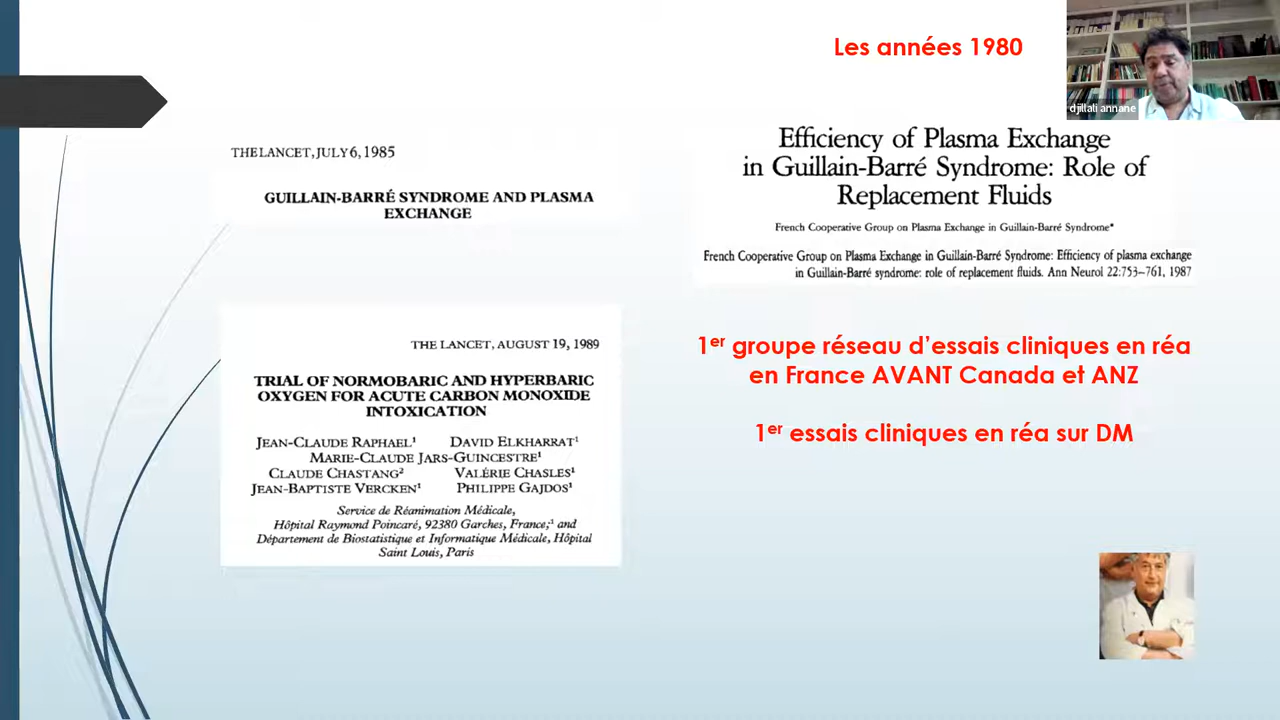 Les années 1980
djillali annane
THE LANCET, JULY 6, 1985
GUILLAIN-BARRÉ SYNDROME AND PLASMA
EXCHANGE
Efficiency of Plasma Exchange
in Guillain-Barré Syndrome: Role of
Replacement Fluids
French Cooperative Group on Plasma Exchange in Guillain-Barré Syndrome*
French Cooperative Group on Plasma Exchange in Guillain-Barré Syndrome: Efficiency of plasma exchange
in Guillain-Barré syndrome: role of replacement fluids. Ann Neurol 22:753–761, 1987
THE LANCET, AUGUST 19, 1989
TRIAL OF NORMOBARIC AND HYPERBARIC
OXYGEN FOR ACUTE CARBON MONOXIDE
INTOXICATION
JEAN-CLAUDE RAPHAEL¹ DAVID ELKHARRAT¹
MARIE-CLAUDE JARS-GUINCESTRE¹
CLAUDE CHASTANG² VALÉRIE CHASLES¹
JEAN-BAPTISTE VERCKEN¹ PHILIPPE GAJDOS¹
Service de Réanimation Médicale,
Hôpital Raymond Poincaré, 92380 Garches, France;¹ and
Département de Biostatistique et Informatique Médicale, Hôpital
Saint Louis, Paris
1er groupe réseau d'essais cliniques en réa
en France AVANT Canada et ANZ
1er essais cliniques en réa sur DM